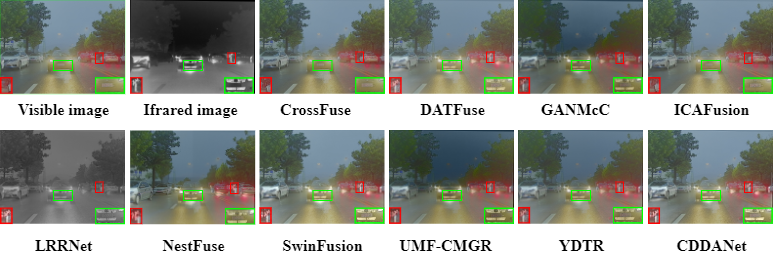 Visible image
Ifrared image
CrossFuse
DATFuse
GANMcC
ICAFusion
LRRNet
NestFuse
SwinFusion
UMF-CMGR
YDTR
CDDANet